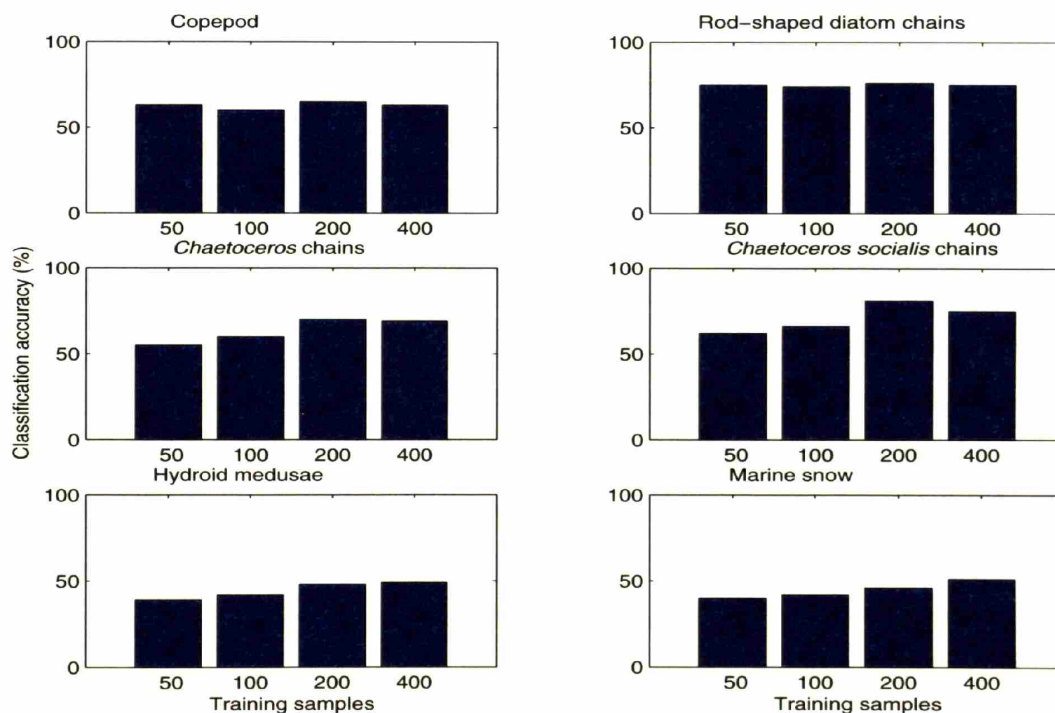 Copepod
Rod-shaped diatom chains
100
50
0
50 100 200 400
100
50
0
50 100 200 400
Chaetoceros chains
Chaetoceros socialis chains
Classification accuracy (%)
100
50
0
50 100 200 400
100
50
0
50 100 200 400
Hydroid medusae
Marine snow
100
50
0
50 100 200 400
Training samples
100
50
0
50 100 200 400
Training samples